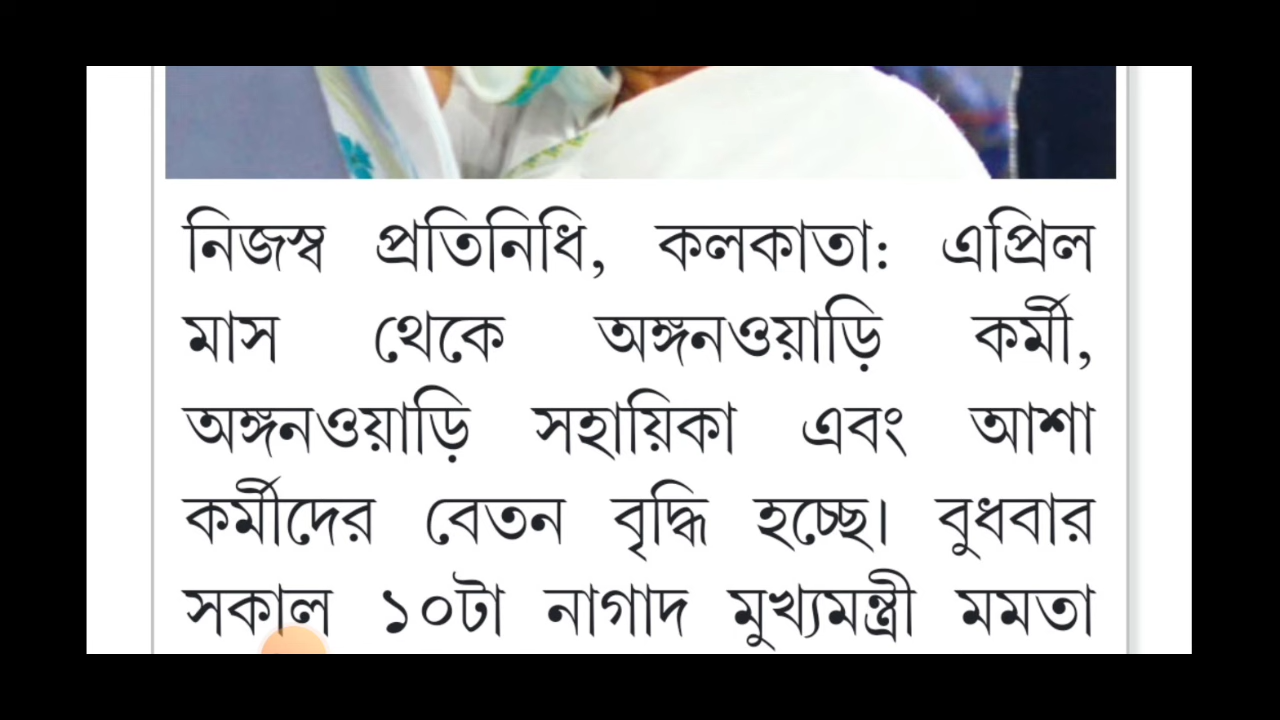 নিজস্ব প্রতিনিধি, কলকাতা: এপ্রিল
মাস থেকে অঙ্গনওয়াড়ি কর্মী,
অঙ্গনওয়াড়ি সহায়িকা এবং আশা
কর্মীদের বেতন বৃদ্ধি হচ্ছে। বুধবার
সকাল ১০টা নাগাদ মুখ্যমন্ত্রী মমতা